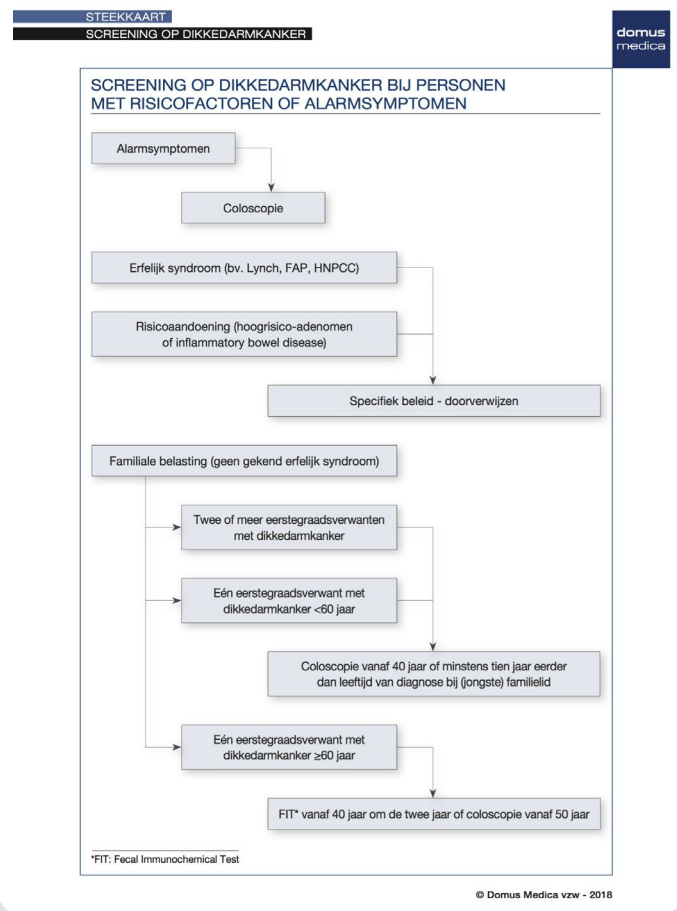 STEEKKAART
SCREENING OP DIKKEDARMKANKER
domus
medica
SCREENING OP DIKKEDARMKANKER BIJ PERSONEN
MET RISICOFACTOREN OF ALARMSYMPTOMEN
Alarmsymptomen
Coloscopie
Erfelijk syndroom (bv. Lynch, FAP, HNPCC)
Risicoaandoening (hoogrisico-adenomen
of inflammatory bowel disease)
Specifiek beleid - doorverwijzen
Familiale belasting (geen gekend erfelijk syndroom)
Twee of meer eerstegraadsverwanten
met dikkedarmkanker
Eén eerstegraadsverwant met
dikkedarmkanker <60 jaar
Coloscopie vanaf 40 jaar of minstens tien jaar eerder
dan leeftijd van diagnose bij (jongste) familielid
Eén eerstegraadsverwant met
dikkedarmkanker ≥60 jaar
FIT* vanaf 40 jaar om de twee jaar of coloscopie vanaf 50 jaar
*FIT: Fecal Immunochemical Test
© Domus Medica vzw - 2018